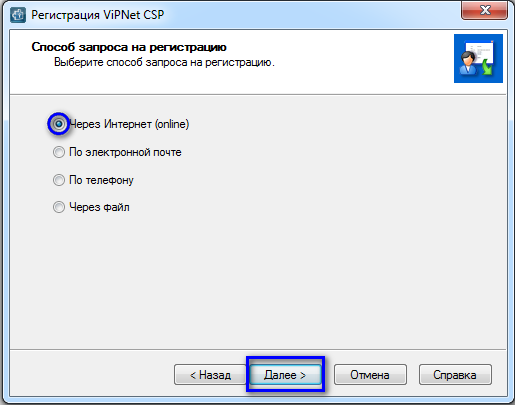 Регистрация ViPNet CSP
Способ запроса на регистрацию
Выберите способ запроса на регистрацию.
Через Интернет (online)
По электронной почте
По телефону
Через файл
< Назад Далее > Отмена Справка